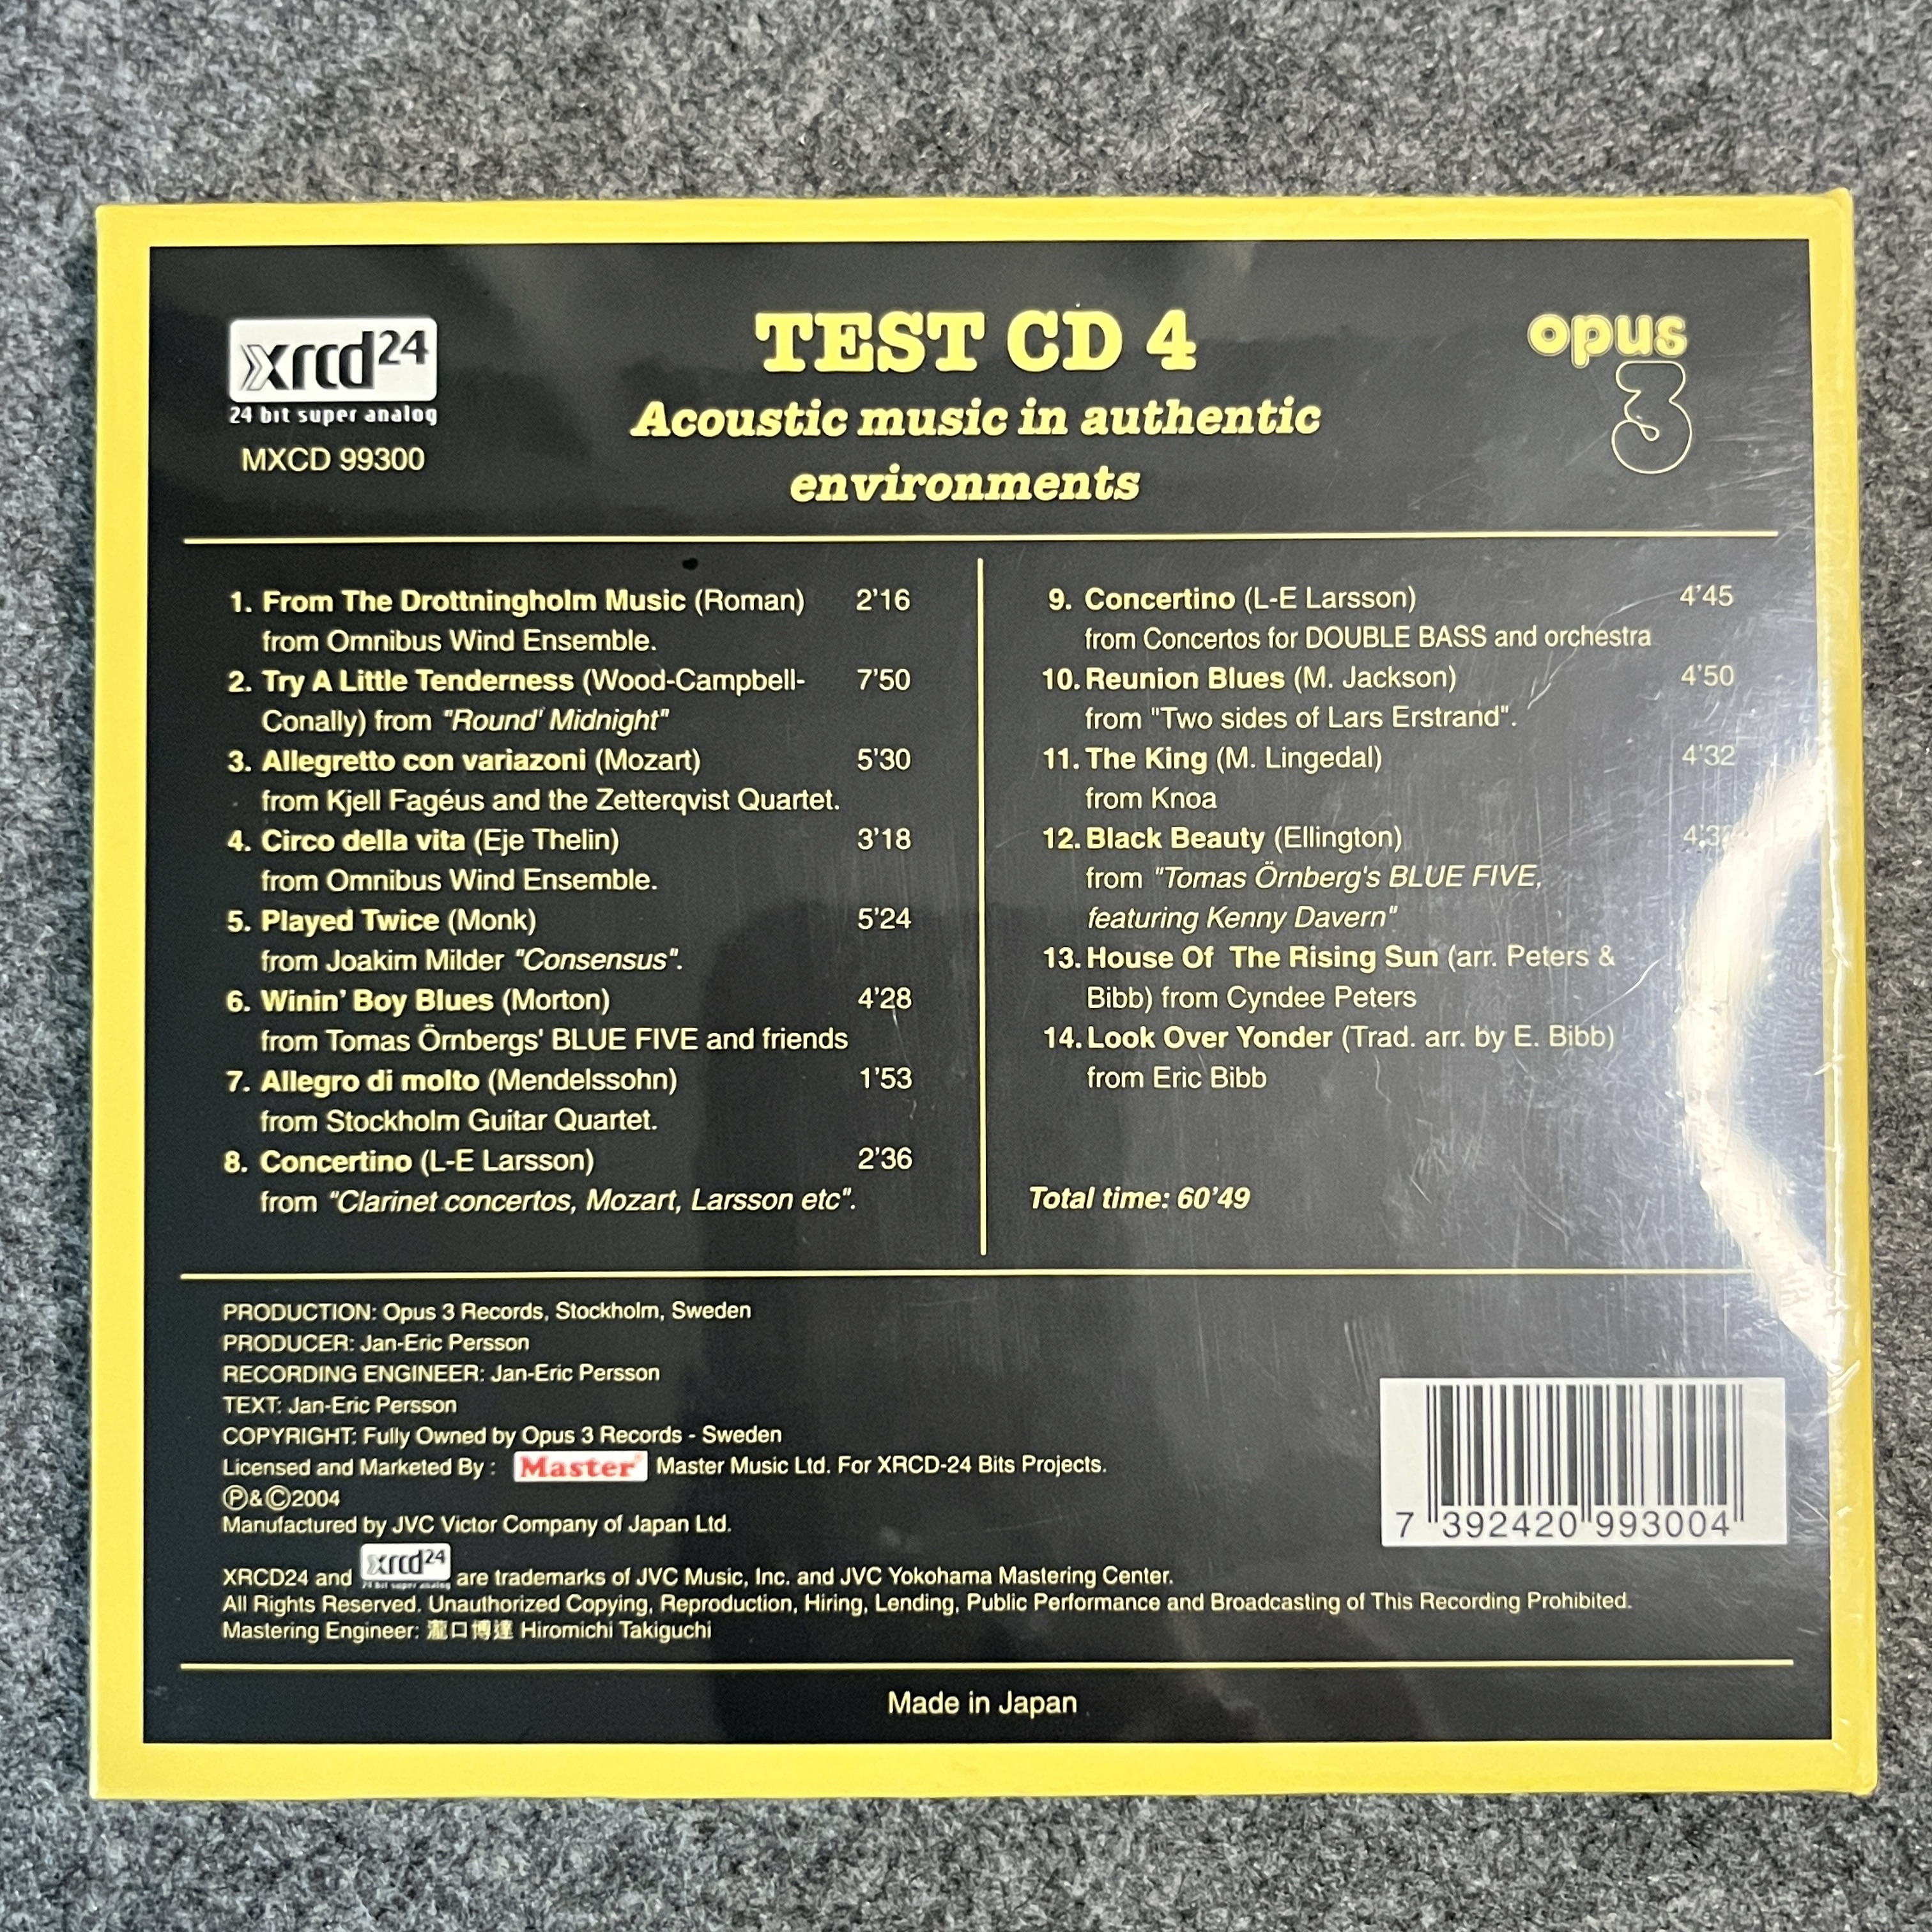 xrcd24
24 bit super analog
MXCD 99300
TEST CD 4
Acoustic music in authentic
environments
opus
3
1. From The Drottningholm Music (Roman) 2'16
from Omnibus Wind Ensemble.
2. Try A Little Tenderness (Wood-Campbell- 7'50
Conally) from "Round' Midnight"
3. Allegretto con variazoni (Mozart) 5'30
from Kjell Fagéus and the Zetterqvist Quartet.
4. Circo della vita (Eje Thelin) 3'18
from Omnibus Wind Ensemble.
5. Played Twice (Monk) 5'24
from Joakim Milder "Consensus".
6. Winin' Boy Blues (Morton) 4'28
from Tomas Örnbergs' BLUE FIVE and friends
7. Allegro di molto (Mendelssohn) 1'53
from Stockholm Guitar Quartet.
8. Concertino (L-E Larsson) 2'36
from "Clarinet concertos, Mozart, Larsson etc".
9. Concertino (L-E Larsson) 4'45
from Concertos for DOUBLE BASS and orchestra
10. Reunion Blues (M. Jackson) 4'50
from "Two sides of Lars Erstrand".
11. The King (M. Lingedal) 4'32
from Knoa
12. Black Beauty (Ellington)
from "Tomas Örnberg's BLUE FIVE,
featuring Kenny Davern"
13. House Of The Rising Sun (arr. Peters &
Bibb) from Cyndee Peters
14. Look Over Yonder (Trad. arr. by E. Bibb)
from Eric Bibb
Total time: 60'49
PRODUCTION: Opus 3 Records, Stockholm, Sweden
PRODUCER: Jan-Eric Persson
RECORDING ENGINEER: Jan-Eric Persson
TEXT: Jan-Eric Persson
COPYRIGHT: Fully Owned by Opus 3 Records - Sweden
Licensed and Marketed By : Master Master Music Ltd. For XRCD-24 Bits Projects.
Ⓟ&Ⓒ2004
Manufactured by JVC Victor Company of Japan Ltd.
XRCD24 and xrcd24 24 bit super analog are trademarks of JVC Music, Inc. and JVC Yokohama Mastering Center.
All Rights Reserved. Unauthorized Copying, Reproduction, Hiring, Lending, Public Performance and Broadcasting of This Recording Prohibited.
Mastering Engineer: 瀧口博達 Hiromichi Takiguchi
7 392420 993004
Made in Japan